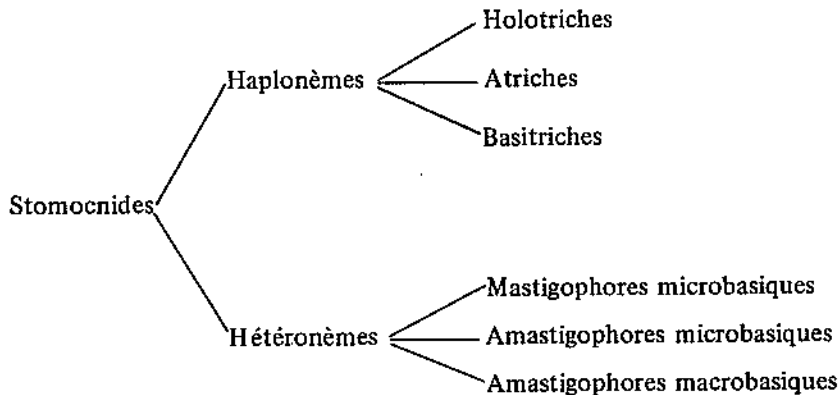 Holotriches
Haplonèmes
Atriches
Basitriches
Stomocnides
Mastigophores microbasiques
Hétéronèmes
Amastigophores microbasiques
Amastigophores macrobasiques